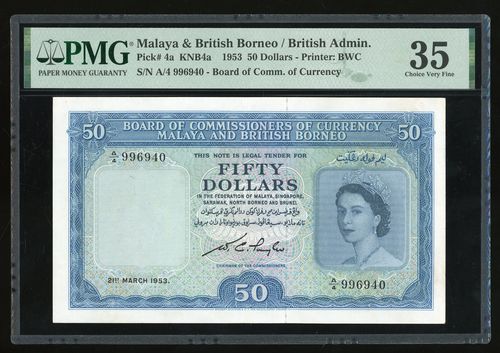 PMG
PAPER MONEY GUARANTY
Malaya & British Borneo / British Admin.
Pick# 4a KNB4a 1953 50 Dollars - Printer: BWC
S/N A/4 996940 - Board of Comm. of Currency
35
Choice Very Fine
50
BOARD OF COMMISSIONERS OF CURRENCY
MALAYA AND BRITISH BORNEO
50
A/4 996940
THIS NOTE IS LEGAL TENDER FOR
FIFTY
DOLLARS
IN THE FEDERATION OF MALAYA, SINGAPORE,
SARAWAK, NORTH BORNEO AND BRUNEI.
CHAIRMAN OF THE COMMISSIONERS.
21ST MARCH 1953.
A/4 996940
50